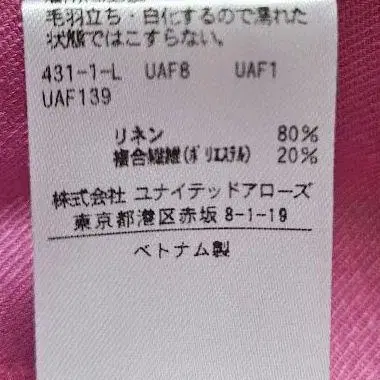 毛羽立ち・白化するので濡れた
状態ではこすらない。
431-1-L UAF8 UAF1
UAF139
リネン 80%
複合繊維(ポリエステル) 20%
株式会社 ユナイテッドアローズ
東京都港区赤坂 8-1-19
ベトナム製